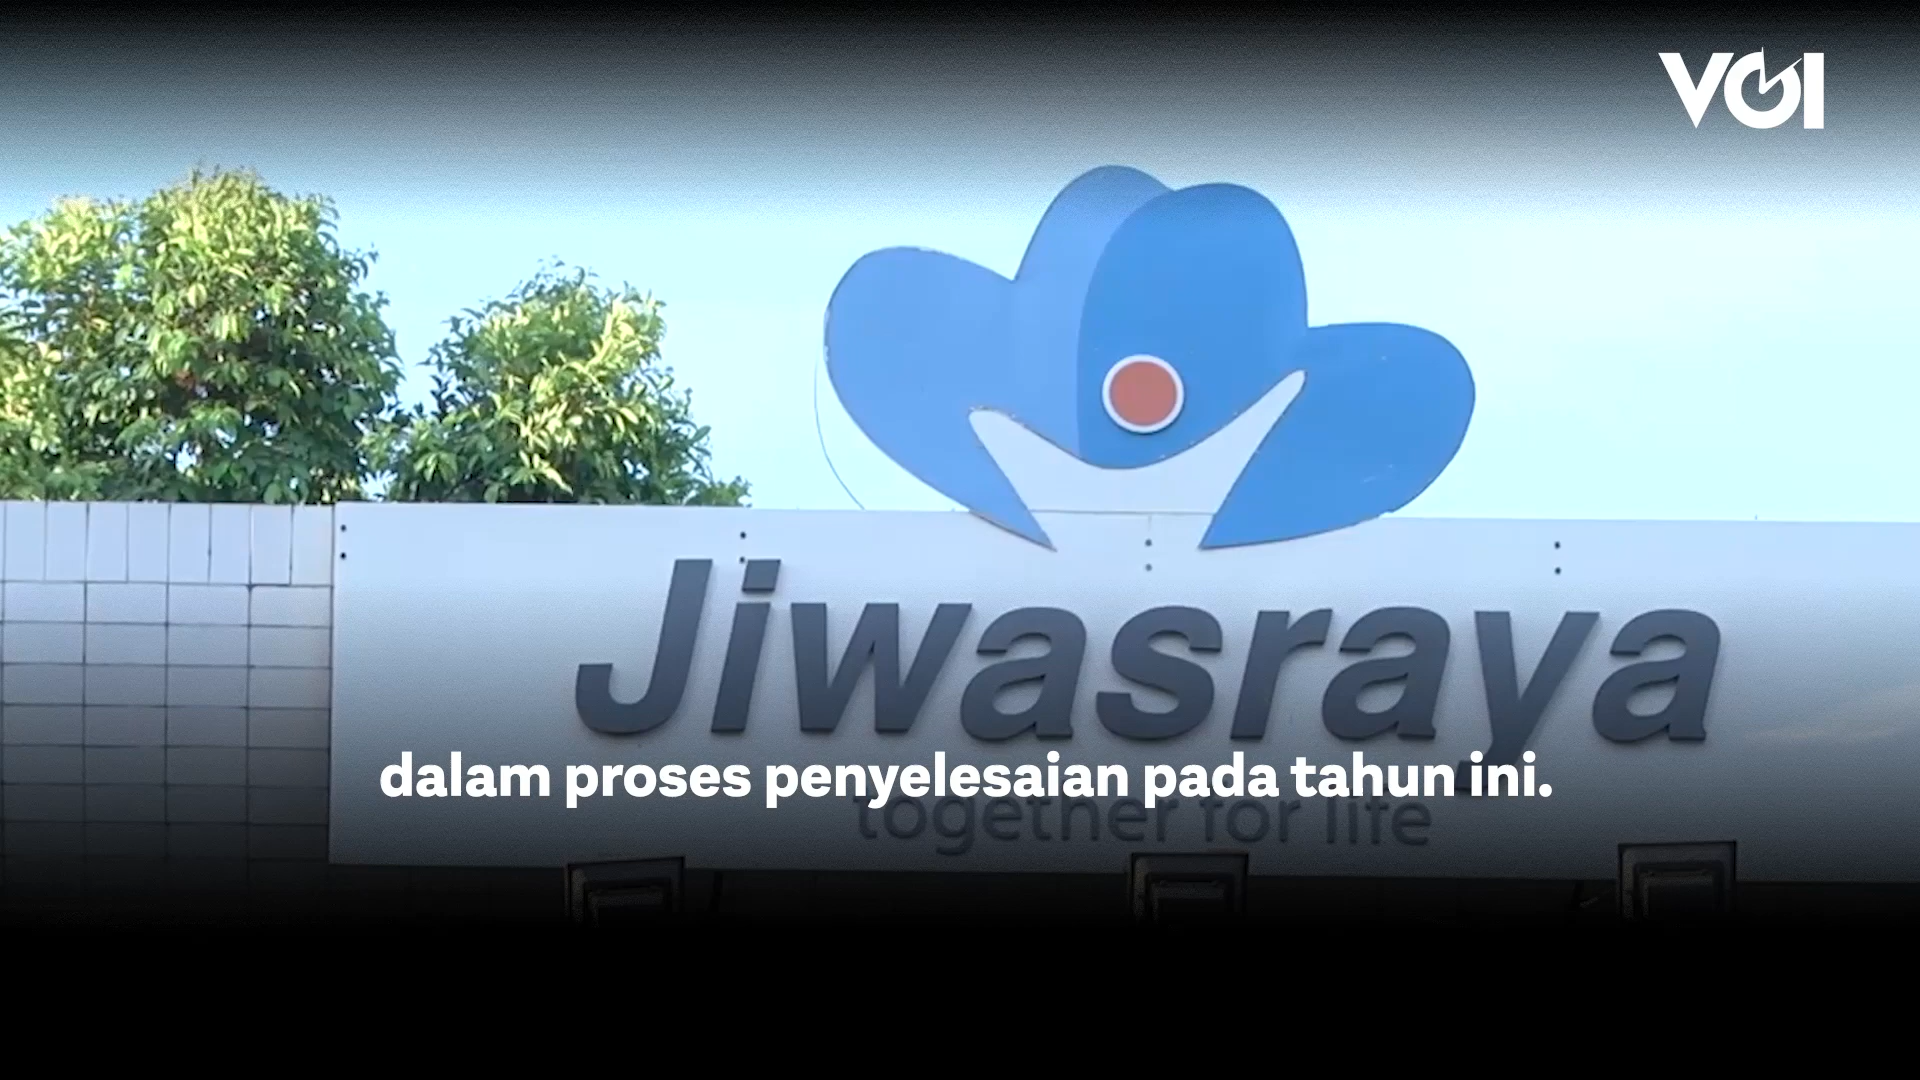 VOI
Jiwasraya
dalam proses penyelesaian pada tahun ini.
together for life